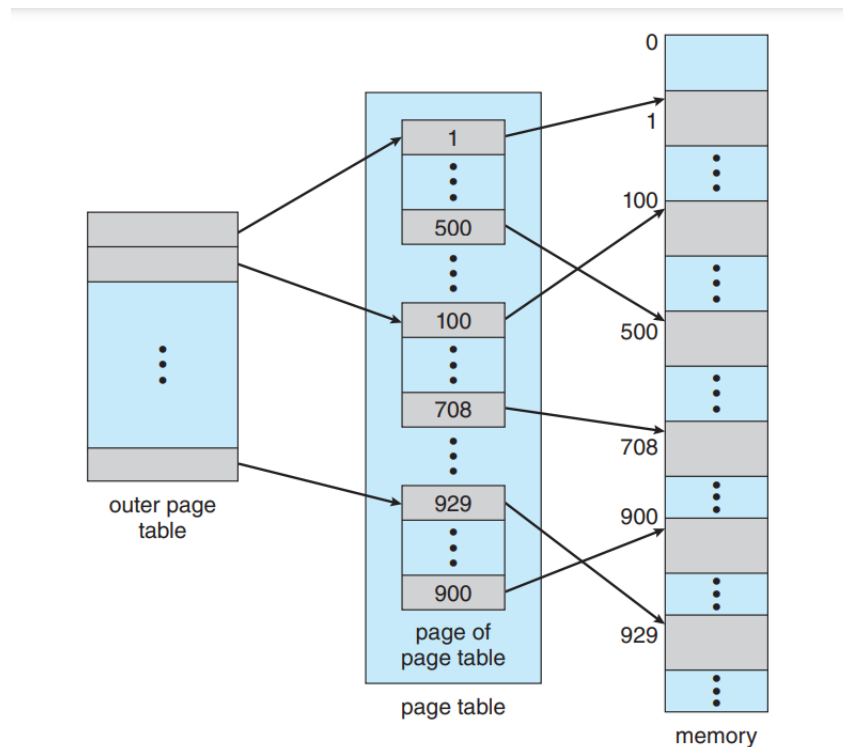 0
1
1
100
500
500
100
708
708
900
929
900
929
outer page
table
page of
page table
page table
memory